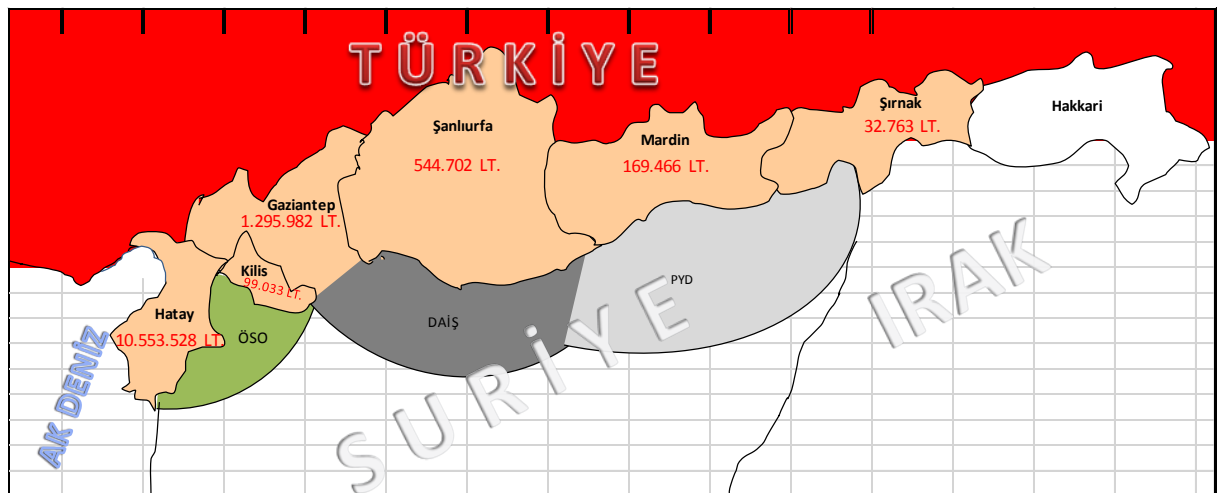 TÜRKİYE
Şanlıurfa
544.702 LT.
Mardin
169.466 LT.
Şırnak
32.763 LT.
Hakkari
Gaziantep
1.295.982 LT.
Kilis
99.033 LT.
Hatay
10.553.528 LT.
ÖSO
DAİŞ
PYD
SURİYE
IRAK
AK DENİZ